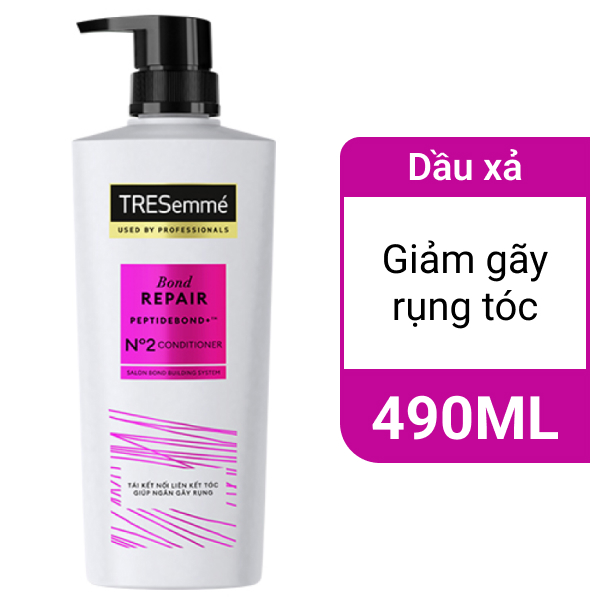 TRESemmé
USED BY PROFESSIONALS
Bond
REPAIR
PEPTIDEBOND+™
Nº2 CONDITIONER
SALON BOND BUILDING SYSTEM
TÁI KẾT NỐI LIÊN KẾT TÓC
GIÚP NGĂN GÃY RỤNG
Dầu xả
Giảm gãy
rụng tóc
490ML